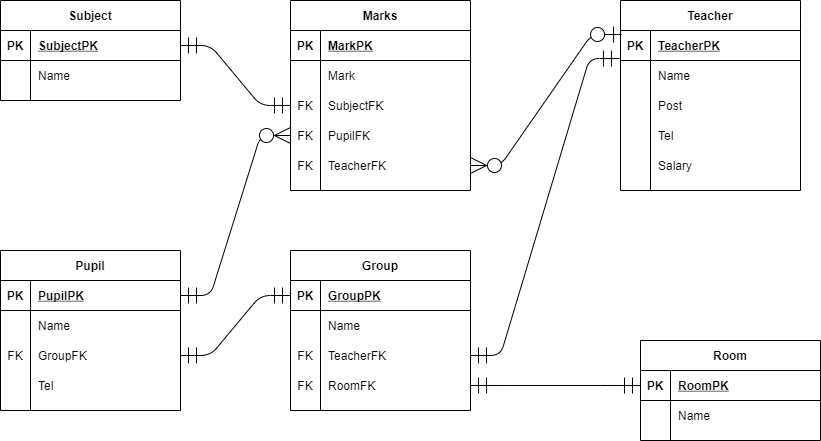 Subject
PK SubjectPK
Name
Marks
PK MarkPK
Mark
FK SubjectFK
FK PupilFK
FK TeacherFK
Teacher
PK TeacherPK
Name
Post
Tel
Salary
Pupil
PK PupilPK
Name
FK GroupFK
Tel
Group
PK GroupPK
Name
FK TeacherFK
FK RoomFK
Room
PK RoomPK
Name